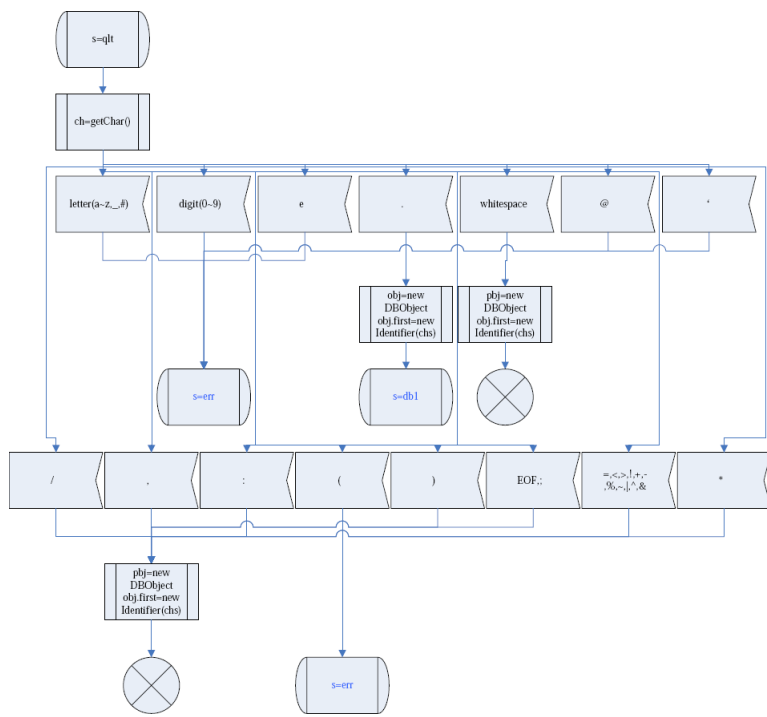 s=qlt
ch=getChar()
letter(a~z,_,#)
digit(0~9)
e
.
whitespace
@
‘
obj=new
DBObject
obj.first=new
Identifier(chs)
pbj=new
DBObject
obj.first=new
Identifier(chs)
s=err
s=db1
/
,
:
(
)
EOF,;
=,<,>,!,+,-
,%,~,|,^,&
*
pbj=new
DBObject
obj.first=new
Identifier(chs)
s=err